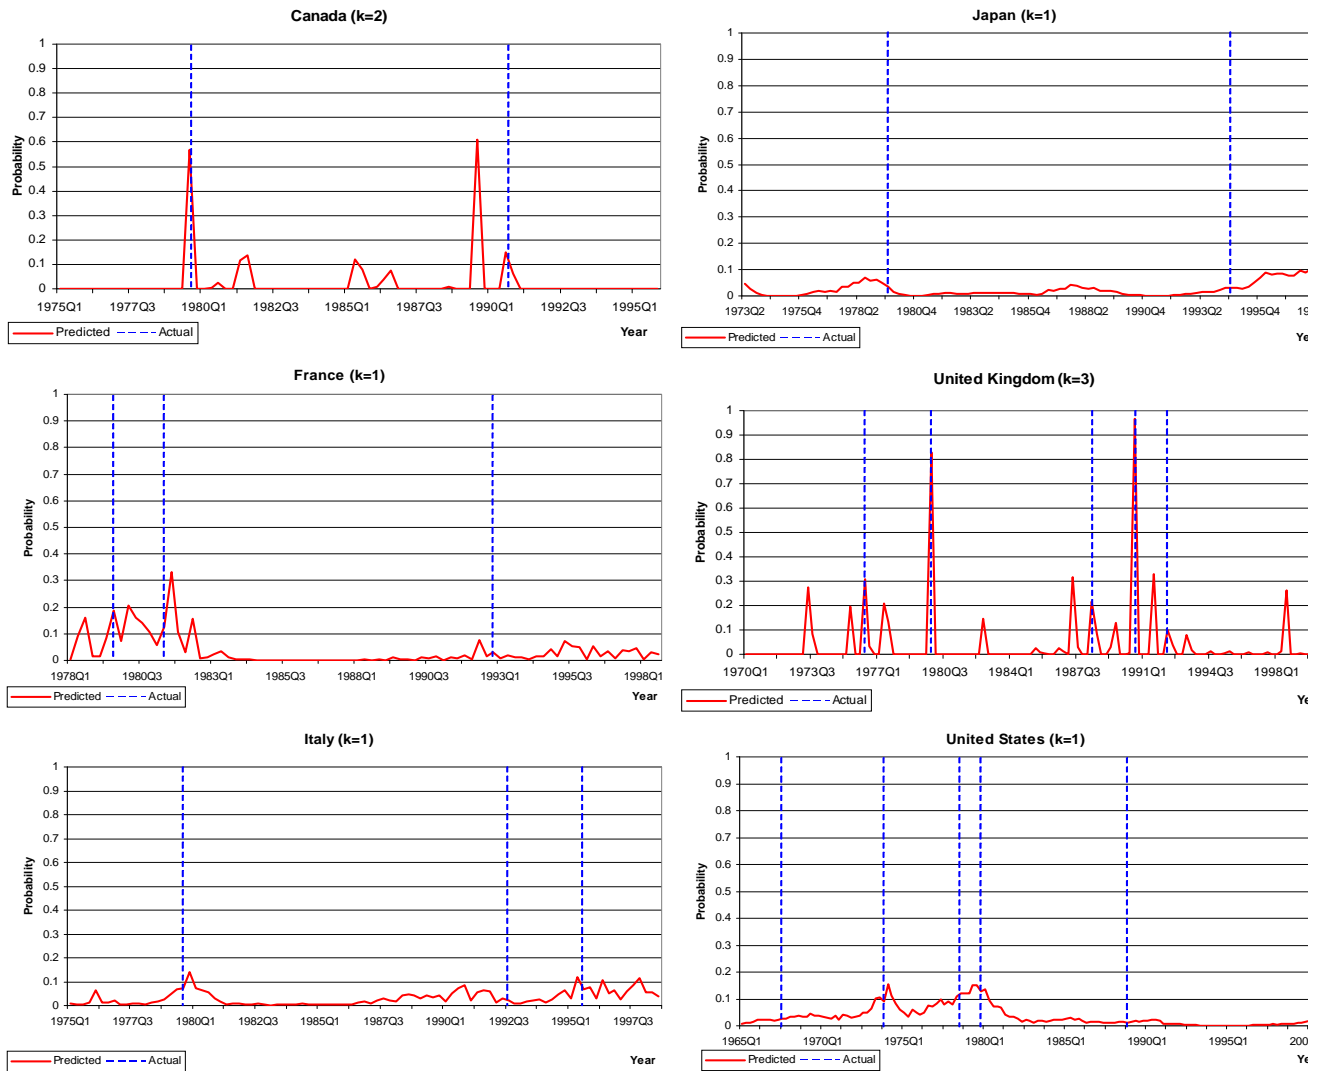 Canada (k=2)
Probability
1
0.9
0.8
0.7
0.6
0.5
0.4
0.3
0.2
0.1
0
1975Q1 1977Q3 1980Q1 1982Q3 1985Q1 1987Q3 1990Q1 1992Q3 1995Q1
Predicted Actual
Year
Japan (k=1)
Probability
1
0.9
0.8
0.7
0.6
0.5
0.4
0.3
0.2
0.1
0
1973Q2 1975Q4 1978Q2 1980Q4 1983Q2 1985Q4 1988Q2 1990Q4 1993Q2 1995Q4 19
Predicted Actual
Ye
France (k=1)
Probability
1
0.9
0.8
0.7
0.6
0.5
0.4
0.3
0.2
0.1
0
1978Q1 1980Q3 1983Q1 1985Q3 1988Q1 1990Q3 1993Q1 1995Q3 1998Q1
Predicted Actual
Year
United Kingdom (k=3)
Probability
1
0.9
0.8
0.7
0.6
0.5
0.4
0.3
0.2
0.1
0
1970Q1 1973Q3 1977Q1 1980Q3 1984Q1 1987Q3 1991Q1 1994Q3 1998Q1
Predicted Actual
Ye
Italy (k=1)
Probability
1
0.9
0.8
0.7
0.6
0.5
0.4
0.3
0.2
0.1
0
1975Q1 1977Q3 1980Q1 1982Q3 1985Q1 1987Q3 1990Q1 1992Q3 1995Q1 1997Q3
Predicted Actual
Year
United States (k=1)
Probability
1
0.9
0.8
0.7
0.6
0.5
0.4
0.3
0.2
0.1
0
1965Q1 1970Q1 1975Q1 1980Q1 1985Q1 1990Q1 1995Q1 200
Predicted Actual
Ye